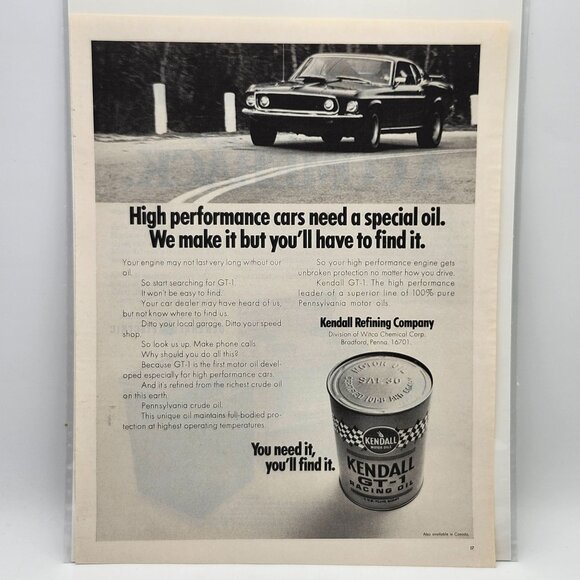 High performance cars need a special oil.
We make it but you'll have to find it.
Your engine may not last very long without our
oil.
So start searching for GT-1.
It won't be easy to find.
Your car dealer may have heard of us,
but not know where to find us.
Ditto your local garage. Ditto your speed
shop.
So look us up. Make phone calls.
Why should you do all this?
Because GT-1 is the first motor oil devel-
oped especially for high performance cars.
And it's refined from the richest crude oil
on this earth.
Pennsylvania crude oil.
This unique oil maintains full-bodied pro-
tection at highest operating temperatures.
So your high performance engine gets
unbroken protection no matter how you drive.
Kendall GT-1. The high performance
leader of a superior line of 100% pure
Pennsylvania motor oils.
Kendall Refining Company
Division of Witco Chemical Corp.
Bradford, Penna. 16701.
You need it,
you'll find it.
MOTOR OIL
SAE 30
KENDALL
MOTOR OILS
KENDALL
GT-1
RACING OIL
Also available in Canada.
17